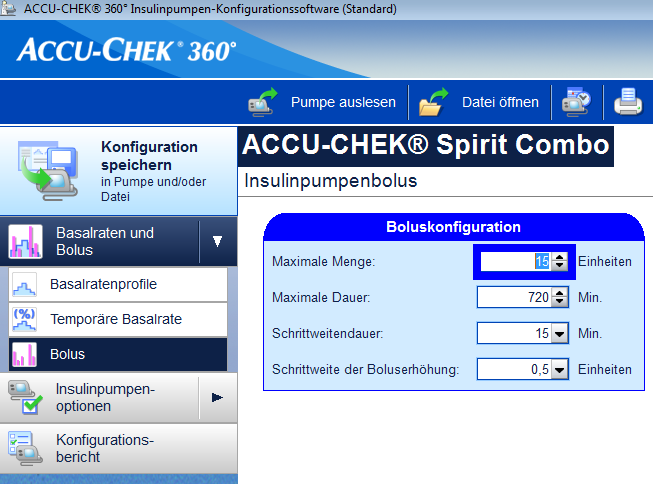 ACCU-CHEK® 360° Insulinpumpen-Konfigurationssoftware (Standard)
ACCU-CHEK® 360°
Pumpe auslesen
Datei öffnen
Konfiguration
speichern
in Pumpe und/oder
Datei
ACCU-CHEK® Spirit Combo
Insulinpumpenbolus
Basalraten und
Bolus
Basalratenprofile
(%)
Temporäre Basalrate
Bolus
Insulinpumpen-
optionen
Konfigurations-
bericht
Boluskonfiguration
Maximale Menge: 15 Einheiten
Maximale Dauer: 720 Min.
Schrittweitendauer: 15 Min.
Schrittweite der Boluserhöhung: 0,5 Einheiten